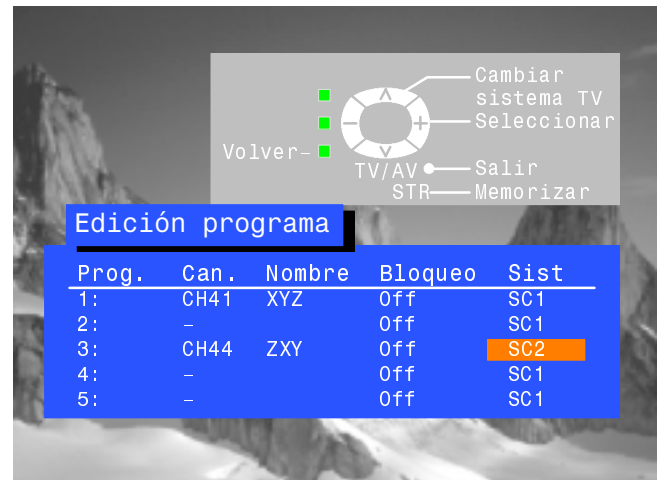 Cambiar
sistema TV
Seleccionar
Volver–
TV/AV Salir
STR Memorizar
Edición programa
Prog. Can. Nombre Bloqueo Sist
1: CH41 XYZ Off SC1
2: – Off SC1
3: CH44 ZXY Off SC2
4: – Off SC1
5: – Off SC1